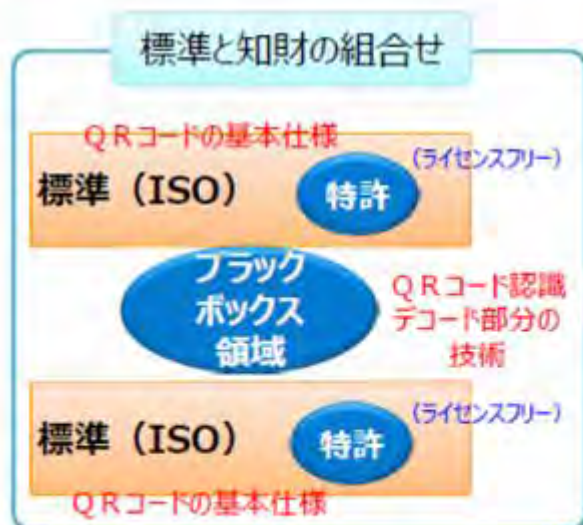 標準と知財の組合せ
QRコードの基本仕様
(ライセンスフリー)
標準（ISO）
特許
ブラック
ボックス
領域
QRコード認識
デコード部分の
技術
(ライセンスフリー)
標準（ISO）
特許
QRコードの基本仕様